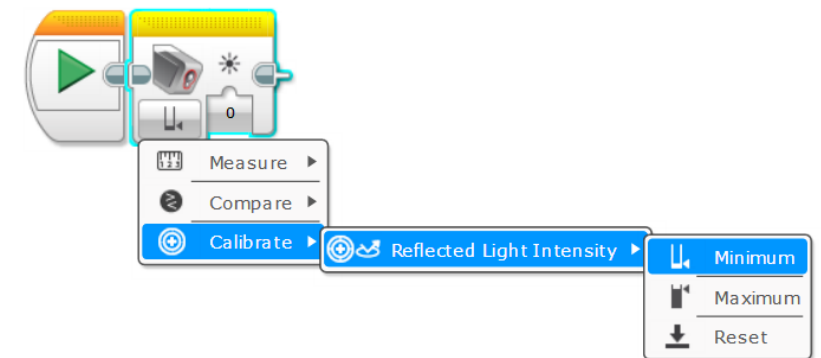 0
Measure
Compare
Calibrate
Reflected Light Intensity
Minimum
Maximum
Reset